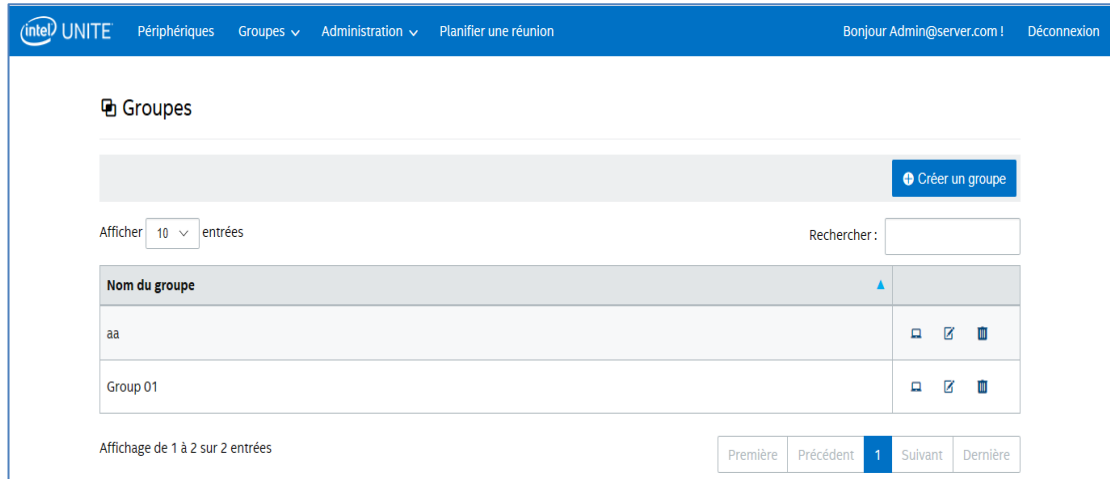 intel UNITE Périphériques Groupes Administration Planifier une réunion Bonjour Admin@server.com ! Déconnexion
Groupes
Créer un groupe
Afficher 10 entrées Rechercher :
Nom du groupe
aa
Group 01
Affichage de 1 à 2 sur 2 entrées Première Précédent 1 Suivant Dernière